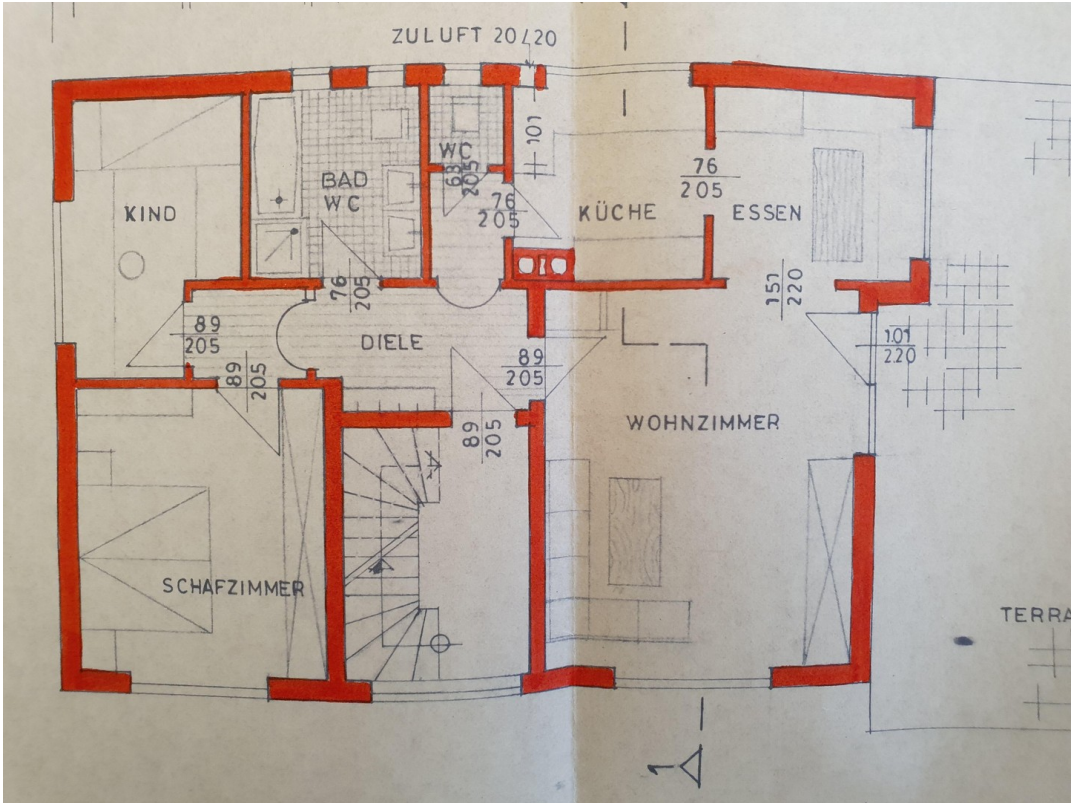 ZULUFT 20/20
101
KIND
BAD
WC
WC
63
205
76
205
KÜCHE
76
205
ESSEN
76
205
151
220
89
205
DIELE
89
205
89
205
101
220
89
205
WOHNZIMMER
SCHAFZIMMER
TERRA
1